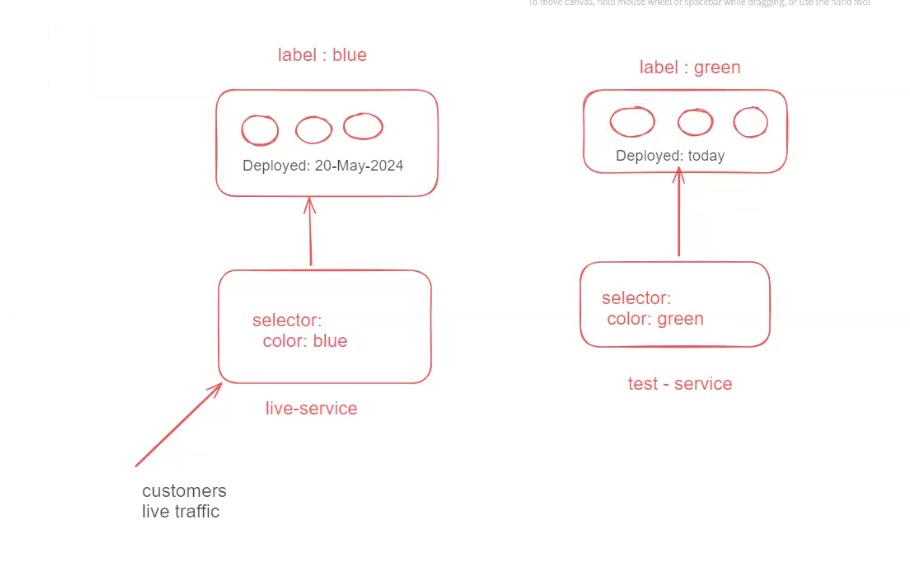 To move canvas, hold mouse wheel or spacebar while dragging, or use the hand tool
label : blue
Deployed: 20-May-2024
label : green
Deployed: today
selector:
color: blue
live-service
selector:
color: green
test - service
customers
live traffic